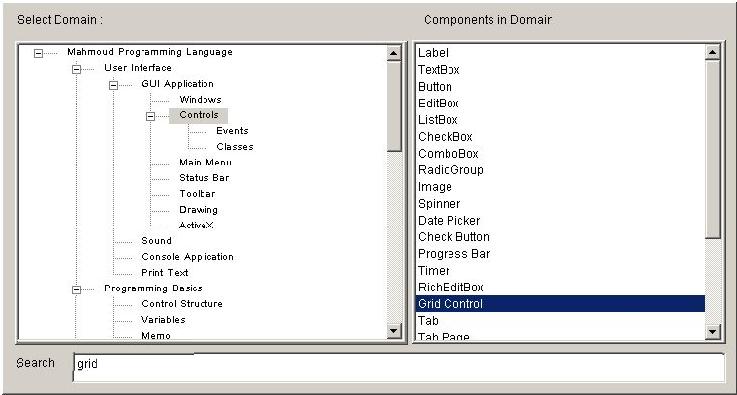 Select Domain :
Mahmoud Programming Language
User Interface
GUI Application
Windows
Controls
Events
Classes
Main Menu
Status Bar
Toolbar
Drawing
ActiveX
Sound
Console Application
Print Text
Programming Basics
Control Structure
Variables
Memo
Components in Domain
Label
TextBox
Button
EditBox
ListBox
CheckBox
ComboBox
RadioGroup
Image
Spinner
Date Picker
Check Button
Progress Bar
Timer
RichEditBox
Grid Control
Tab
Tab Page
Search
grid